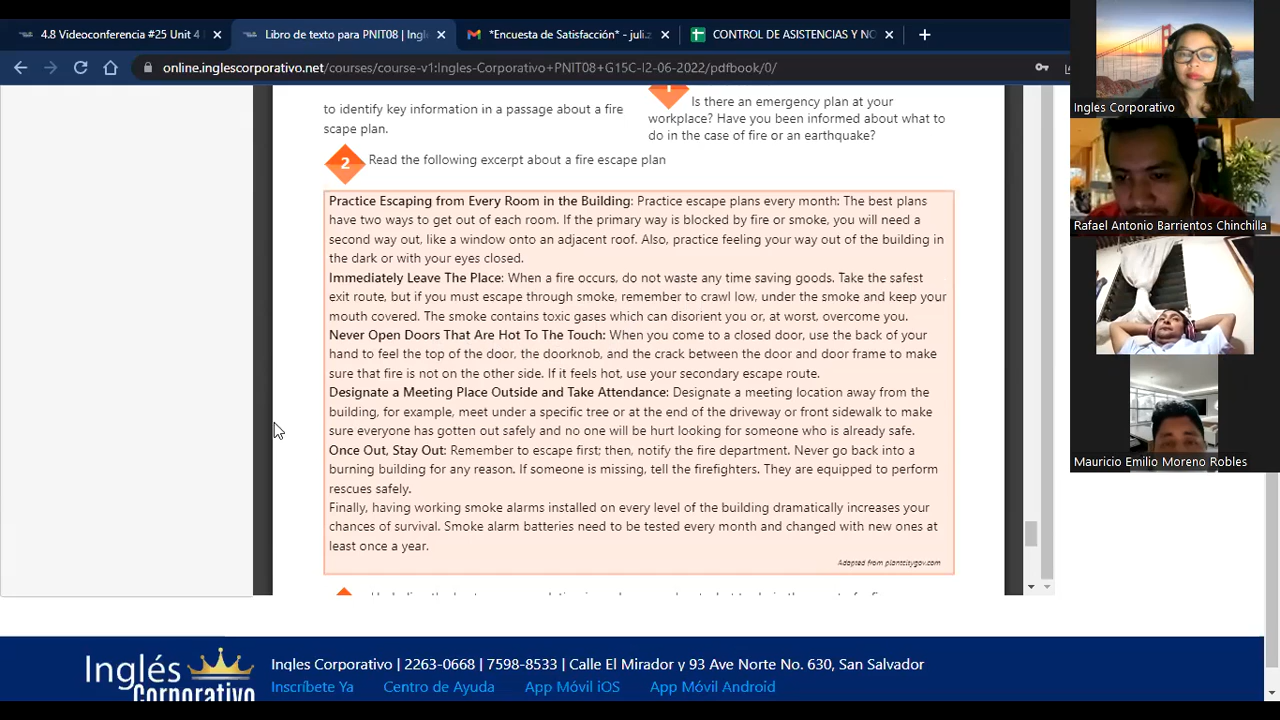 4.8 Videoconferencia #25 Unit 4
Libro de texto para PNIT08 | Ingl
*Encuesta de Satisfacción* - juli.z
CONTROL DE ASISTENCIAS Y NO
online.inglescorporativo.net/courses/course-v1:Ingles-Corporativo+PNIT08+G15C-I2-06-2022/pdfbook/0/
to identify key information in a passage about a fire
scape plan.
Is there an emergency plan at your
workplace? Have you been informed about what to
do in the case of fire or an earthquake?
2 Read the following excerpt about a fire escape plan
Practice Escaping from Every Room in the Building: Practice escape plans every month: The best plans
have two ways to get out of each room. If the primary way is blocked by fire or smoke, you will need a
second way out, like a window onto an adjacent roof. Also, practice feeling your way out of the building in
the dark or with your eyes closed.
Immediately Leave The Place: When a fire occurs, do not waste any time saving goods. Take the safest
exit route, but if you must escape through smoke, remember to crawl low, under the smoke and keep your
mouth covered. The smoke contains toxic gases which can disorient you or, at worst, overcome you.
Never Open Doors That Are Hot To The Touch: When you come to a closed door, use the back of your
hand to feel the top of the door, the doorknob, and the crack between the door and door frame to make
sure that fire is not on the other side. If it feels hot, use your secondary escape route.
Designate a Meeting Place Outside and Take Attendance: Designate a meeting location away from the
building, for example, meet under a specific tree or at the end of the driveway or front sidewalk to make
sure everyone has gotten out safely and no one will be hurt looking for someone who is already safe.
Once Out, Stay Out: Remember to escape first; then, notify the fire department. Never go back into a
burning building for any reason. If someone is missing, tell the firefighters. They are equipped to perform
rescues safely.
Finally, having working smoke alarms installed on every level of the building dramatically increases your
chances of survival. Smoke alarm batteries need to be tested every month and changed with new ones at
least once a year.
Adapted from plantcitygov.com
Inglés
Corporativo
Ingles Corporativo | 2263-0668 | 7598-8533 | Calle El Mirador y 93 Ave Norte No. 630, San Salvador
Inscríbete Ya
Centro de Ayuda
App Móvil iOS
App Móvil Android
Ingles Corporativo
Rafael Antonio Barrientos Chinchilla
Mauricio Emilio Moreno Robles